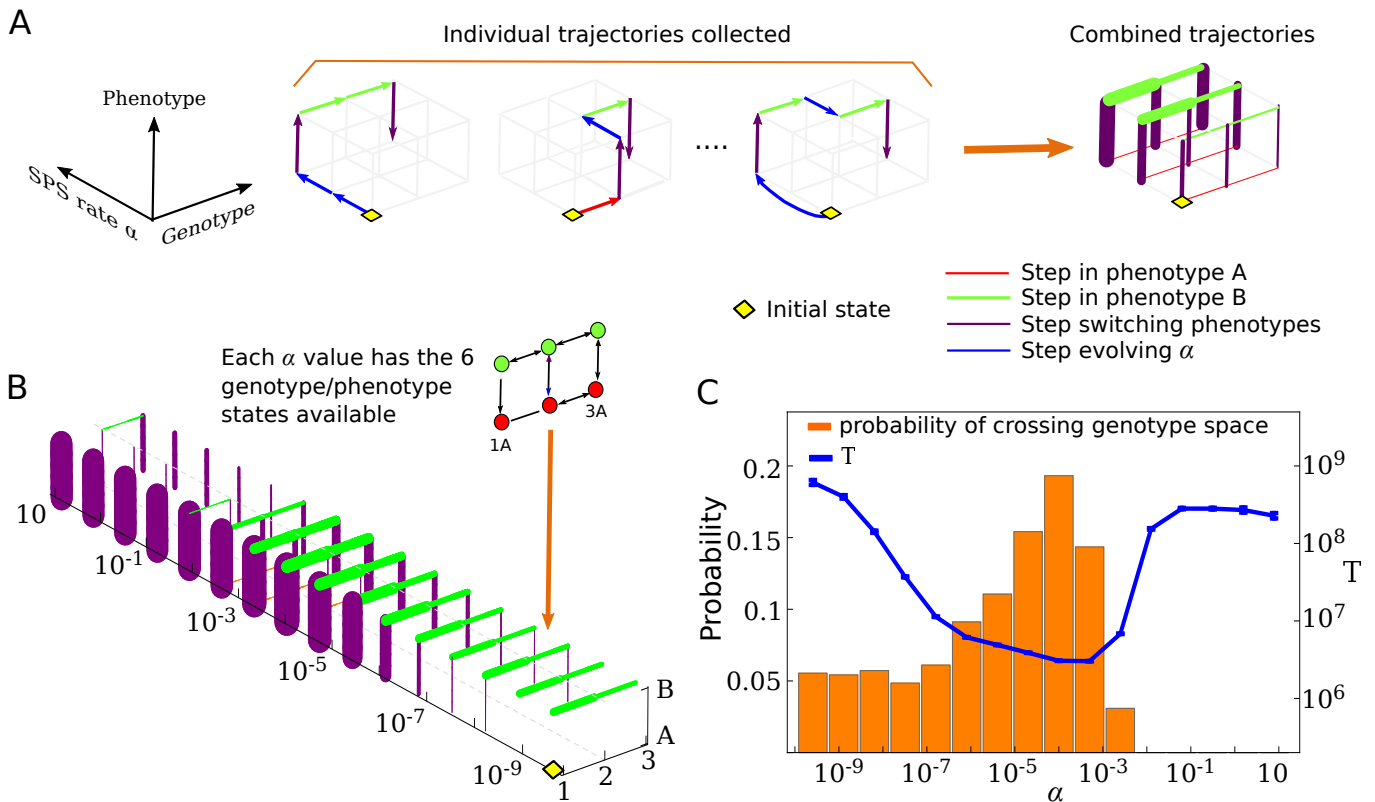 A
Individual trajectories collected
Combined trajectories
Phenotype
SPS rate α
Genotype
....
Step in phenotype A
Step in phenotype B
Step switching phenotypes
Step evolving α
Initial state
B
Each α value has the 6
genotype/phenotype
states available
1A
3A
10
10⁻¹
10⁻³
10⁻⁵
10⁻⁷
10⁻⁹
1
2
3
A
B
C
probability of crossing genotype space
T
Probability
0.2
0.15
0.1
0.05
10⁹
10⁸
10⁷
10⁶
T
10⁻⁹
10⁻⁷
10⁻⁵
10⁻³
10⁻¹
10
α